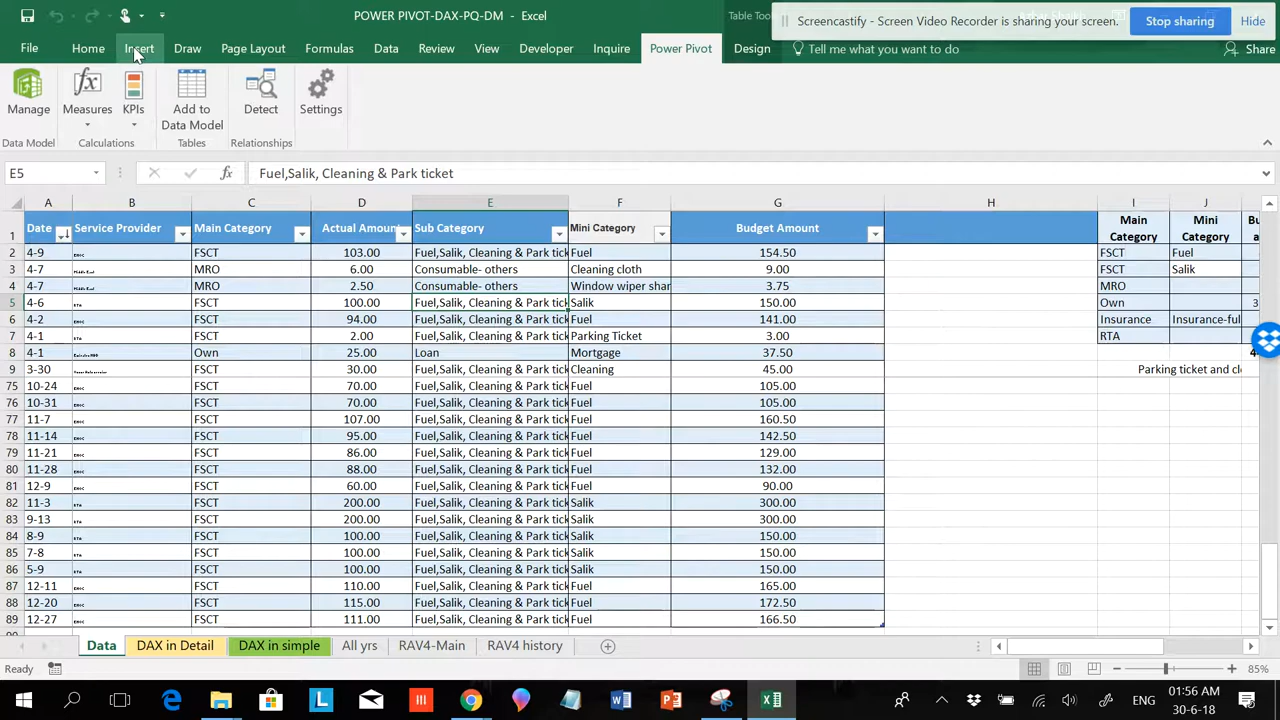 POWER PIVOT-DAX-PQ-DM - Excel
Table Too
Screencastify - Screen Video Recorder is sharing your screen.
Stop sharing
Hide
File Home Insert Draw Page Layout Formulas Data Review View Developer Inquire Power Pivot Design Tell me what you want to do Share
Manage
Measures
KPIs
Add to
Data Model
Detect
Settings
Data Model Calculations Tables Relationships
E5 fx Fuel,Salik, Cleaning & Park ticket
A B C D E F G H I J
1 Date Service Provider Main Category Actual Amoun Sub Category Mini Category Budget Amount Main Category Mini Category Bu a
2 4-9 FSCT 103.00 Fuel,Salik, Cleaning & Park tick Fuel 154.50 FSCT Fuel
3 4-7 MRO 6.00 Consumable- others Cleaning cloth 9.00 FSCT Salik
4 4-7 MRO 2.50 Consumable- others Window wiper shar 3.75 MRO
5 4-6 FSCT 100.00 Fuel,Salik, Cleaning & Park tick Salik 150.00 Own 3
6 4-2 FSCT 94.00 Fuel,Salik, Cleaning & Park tick Fuel 141.00 Insurance Insurance-ful
7 4-1 FSCT 2.00 Fuel,Salik, Cleaning & Park tick Parking Ticket 3.00 RTA
8 4-1 Own 25.00 Loan Mortgage 37.50 4
9 3-30 FSCT 30.00 Fuel,Salik, Cleaning & Park tick Cleaning 45.00 Parking ticket and cl
75 10-24 FSCT 70.00 Fuel,Salik, Cleaning & Park tick Fuel 105.00
76 10-31 FSCT 70.00 Fuel,Salik, Cleaning & Park tick Fuel 105.00
77 11-7 FSCT 107.00 Fuel,Salik, Cleaning & Park tick Fuel 160.50
78 11-14 FSCT 95.00 Fuel,Salik, Cleaning & Park tick Fuel 142.50
79 11-21 FSCT 86.00 Fuel,Salik, Cleaning & Park tick Fuel 129.00
80 11-28 FSCT 88.00 Fuel,Salik, Cleaning & Park tick Fuel 132.00
81 12-9 FSCT 60.00 Fuel,Salik, Cleaning & Park tick Fuel 90.00
82 11-3 FSCT 200.00 Fuel,Salik, Cleaning & Park tick Salik 300.00
83 9-13 FSCT 200.00 Fuel,Salik, Cleaning & Park tick Salik 300.00
84 8-9 FSCT 100.00 Fuel,Salik, Cleaning & Park tick Salik 150.00
85 7-8 FSCT 100.00 Fuel,Salik, Cleaning & Park tick Salik 150.00
86 5-9 FSCT 100.00 Fuel,Salik, Cleaning & Park tick Salik 150.00
87 12-11 FSCT 110.00 Fuel,Salik, Cleaning & Park tick Fuel 165.00
88 12-20 FSCT 115.00 Fuel,Salik, Cleaning & Park tick Fuel 172.50
89 12-27 FSCT 111.00 Fuel,Salik, Cleaning & Park tick Fuel 166.50
Data DAX in Detail DAX in simple All yrs RAV4-Main RAV4 history
Ready 85%
ENG 01:56 AM
30-6-18